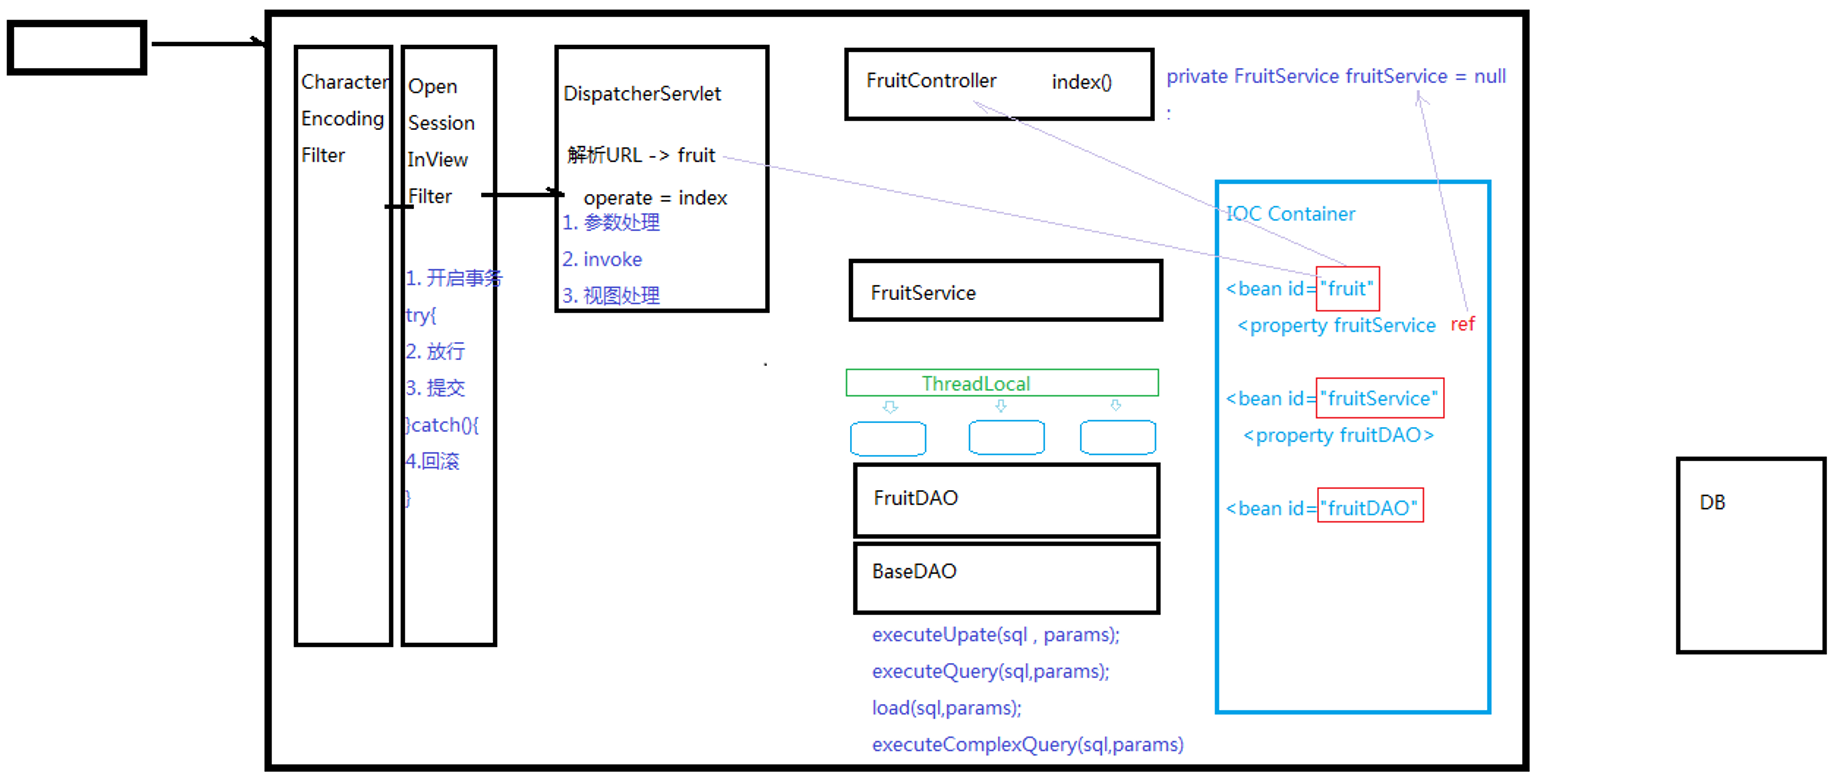 Character
Encoding
Filter
Open
Session
InView
Filter
1. 开启事务
try{
2. 放行
3. 提交
}catch(){
4.回滚
}
DispatcherServlet
解析URL -> fruit
operate = index
1. 参数处理
2. invoke
3. 视图处理
FruitController index()
private FruitService fruitService = null
:
FruitService
ThreadLocal
FruitDAO
BaseDAO
executeUpate(sql , params);
executeQuery(sql,params);
load(sql,params);
executeComplexQuery(sql,params)
IOC Container
<bean id="fruit"
<property fruitService ref
<bean id="fruitService"
<property fruitDAO>
<bean id="fruitDAO"
DB